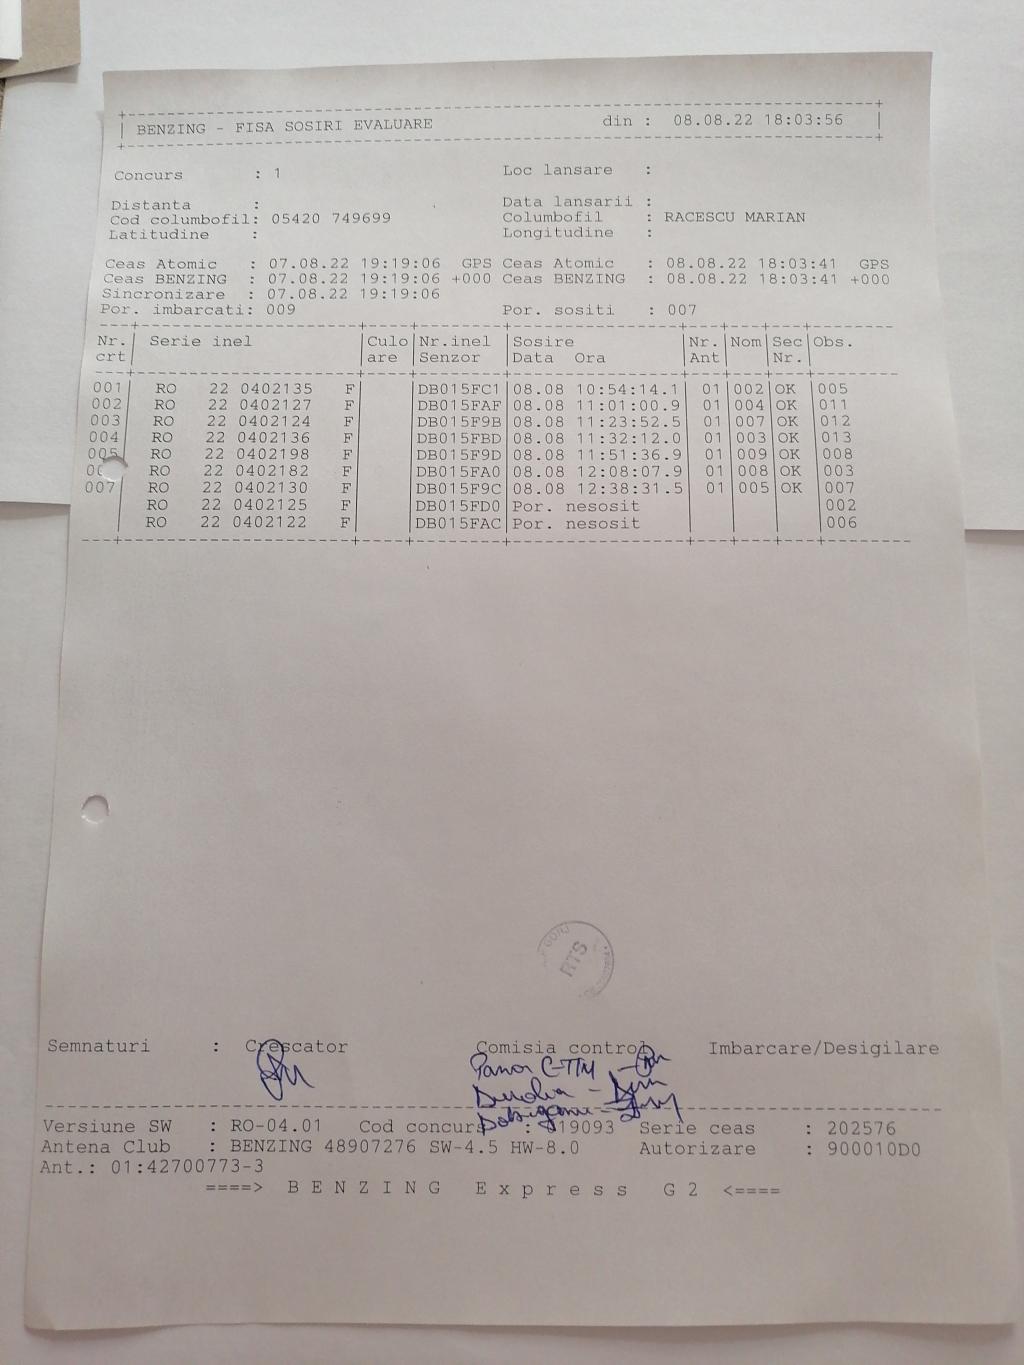 BENZING - FISA SOSIRI EVALUARE din : 08.08.22 18:03:56
Concurs : 1 Loc lansare :
Distanta : Data lansarii :
Cod columbofil: 05420 749699 Columbofil : RACESCU MARIAN
Latitudine : Longitudine :
Ceas Atomic : 07.08.22 19:19:06 GPS Ceas Atomic : 08.08.22 18:03:41 GPS
Ceas BENZING : 07.08.22 19:19:06 +000 Ceas BENZING : 08.08.22 18:03:41 +000
Sincronizare : 07.08.22 19:19:06
Por. imbarcati: 009 Por. sositi : 007
Nr. Serie inel Culo Nr.inel Sosire Nr. Nom Sec Obs.
crt are Senzor Data Ora Ant Nr.
001 RO 22 0402135 F DB015FC1 08.08 10:54:14.1 01 002 OK 005
002 RO 22 0402127 F DB015FAF 08.08 11:01:00.9 01 004 OK 011
003 RO 22 0402124 F DB015F9B 08.08 11:23:52.5 01 007 OK 012
004 RO 22 0402136 F DB015FBD 08.08 11:32:12.0 01 003 OK 013
005 RO 22 0402198 F DB015F9D 08.08 11:51:36.9 01 009 OK 008
RO 22 0402182 F DB015FA0 08.08 12:08:07.9 01 008 OK 003
007 RO 22 0402130 F DB015F9C 08.08 12:38:31.5 01 005 OK 007
RO 22 0402125 F DB015FD0 Por. nesosit 002
RO 22 0402122 F DB015FAC Por. nesosit 006
GORJ
RTS
Semnaturi : Crescator Comisia control Imbarcare/Desigilare
Versiune SW : RO-04.01 Cod concurs : 19093 Serie ceas : 202576
Antena Club : BENZING 48907276 SW-4.5 HW-8.0 Autorizare : 900010D0
Ant.: 01:42700773-3
====> BENZING Express G2 <====